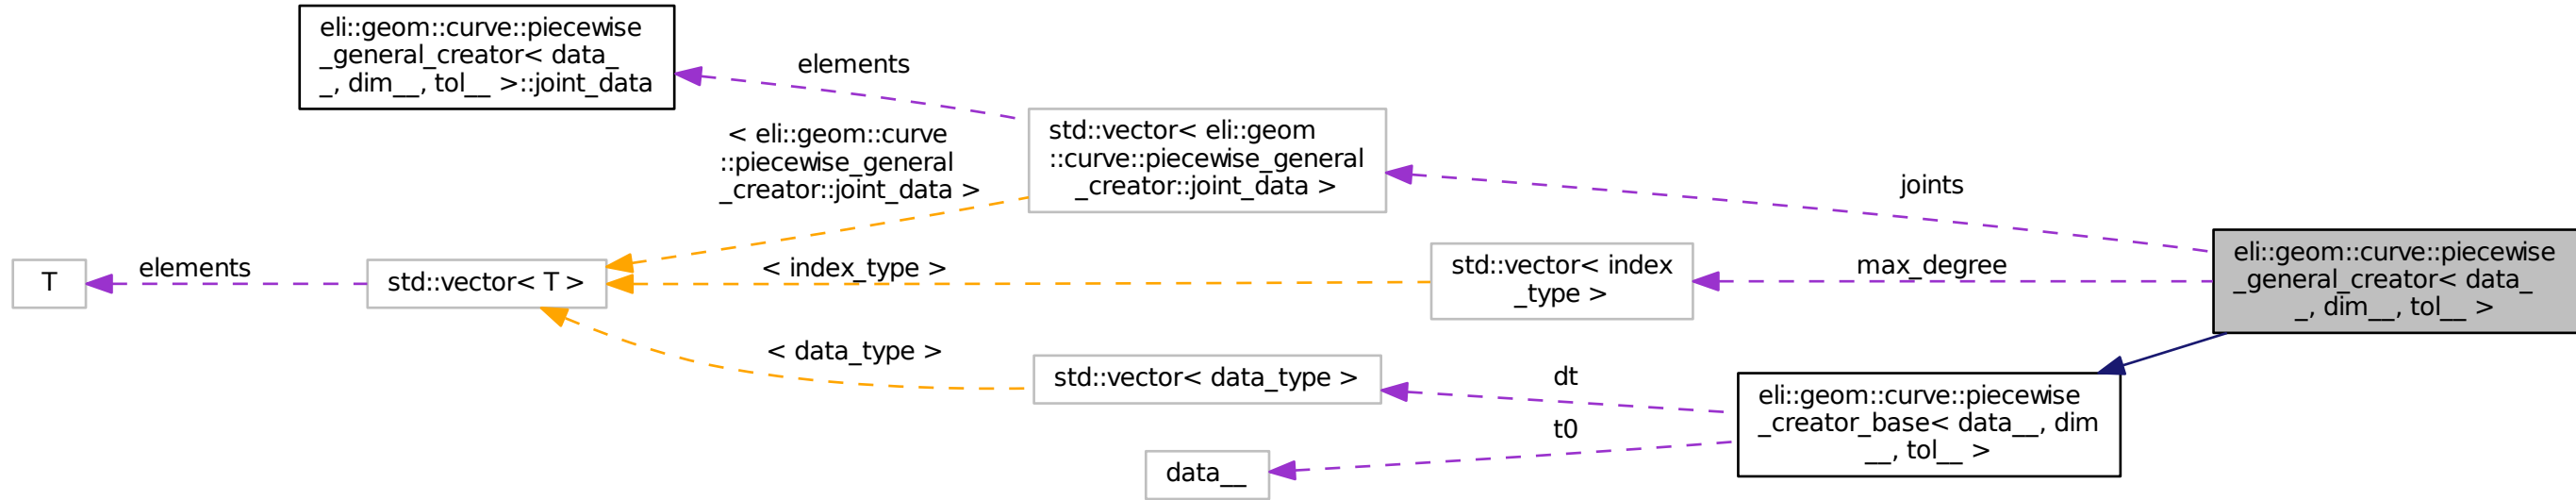 eli::geom::curve::piecewise
_general_creator< data_
_, dim__, tol__ >::joint_data
elements
< eli::geom::curve
::piecewise_general
_creator::joint_data >
std::vector< eli::geom
::curve::piecewise_general
_creator::joint_data >
joints
T
elements
std::vector< T >
< index_type >
std::vector< index
_type >
max_degree
eli::geom::curve::piecewise
_general_creator< data_
_, dim__, tol__ >
< data_type >
std::vector< data_type >
dt
t0
data__
eli::geom::curve::piecewise
_creator_base< data__, dim
__, tol__ >